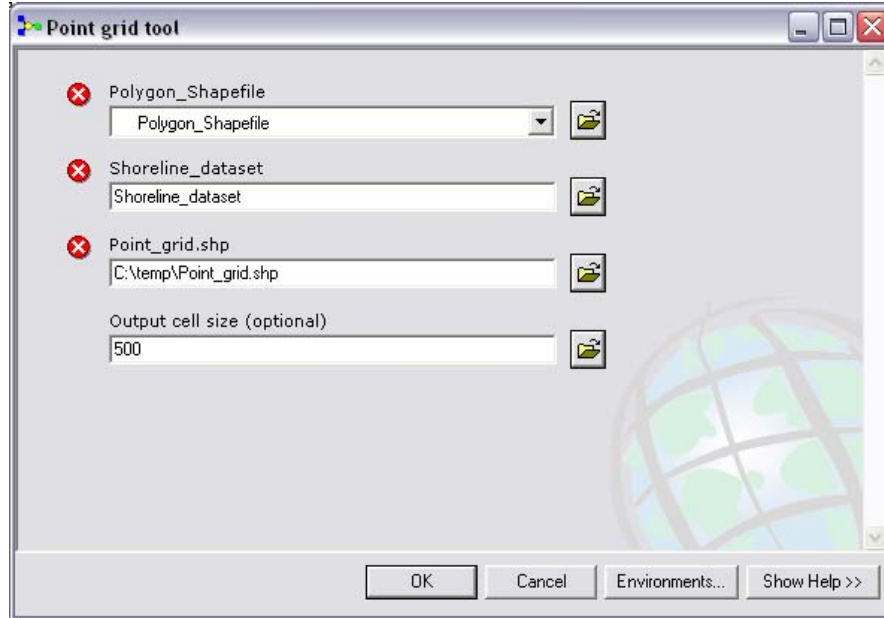 Point grid tool
Polygon_Shapefile
Polygon_Shapefile
Shoreline_dataset
Shoreline_dataset
Point_grid.shp
C:\temp\Point_grid.shp
Output cell size (optional)
500
OK Cancel Environments... Show Help >>